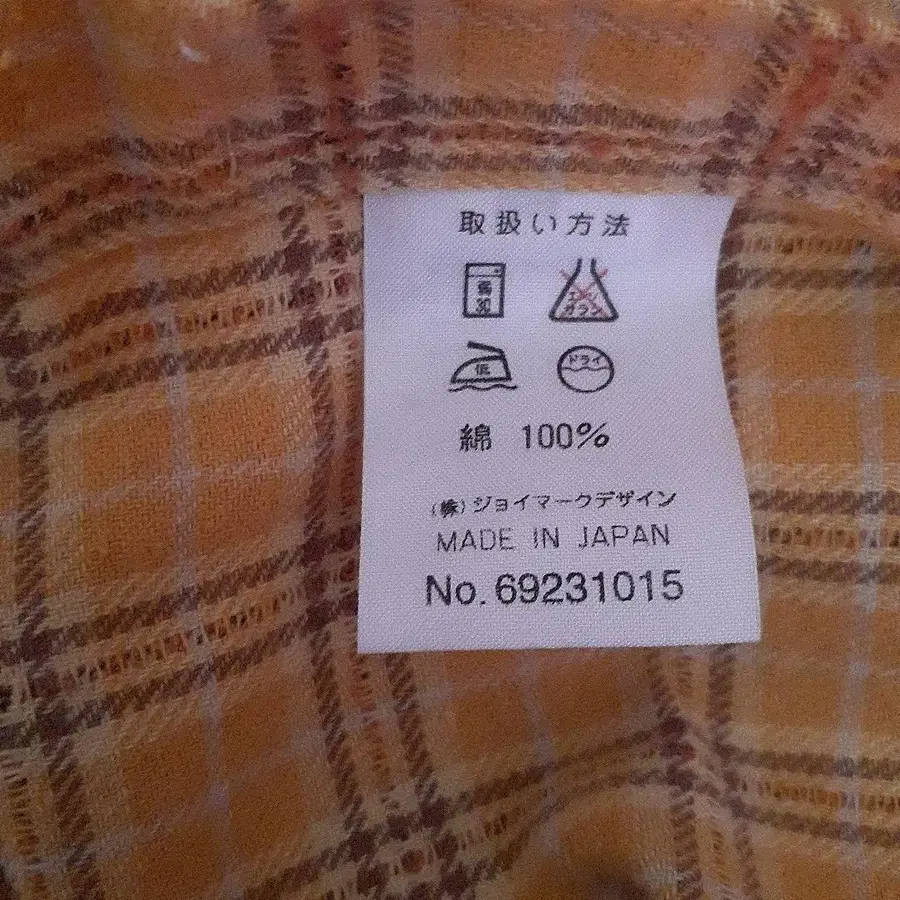 取扱い方法
弱 30
エンソ サラシ
低
ドライ
綿 100%
(株)ジョイマークデザイン
MADE IN JAPAN
No. 69231015